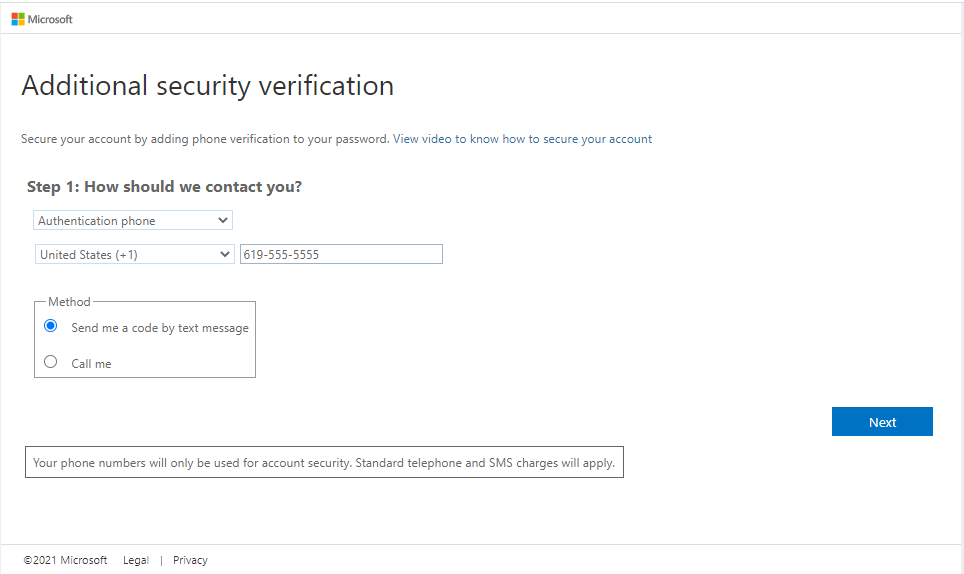 Microsoft
Additional security verification
Secure your account by adding phone verification to your password. View video to know how to secure your account
Step 1: How should we contact you?
Authentication phone
United States (+1) 619-555-5555
Method
Send me a code by text message
Call me
Next
Your phone numbers will only be used for account security. Standard telephone and SMS charges will apply.
©2021 Microsoft Legal | Privacy